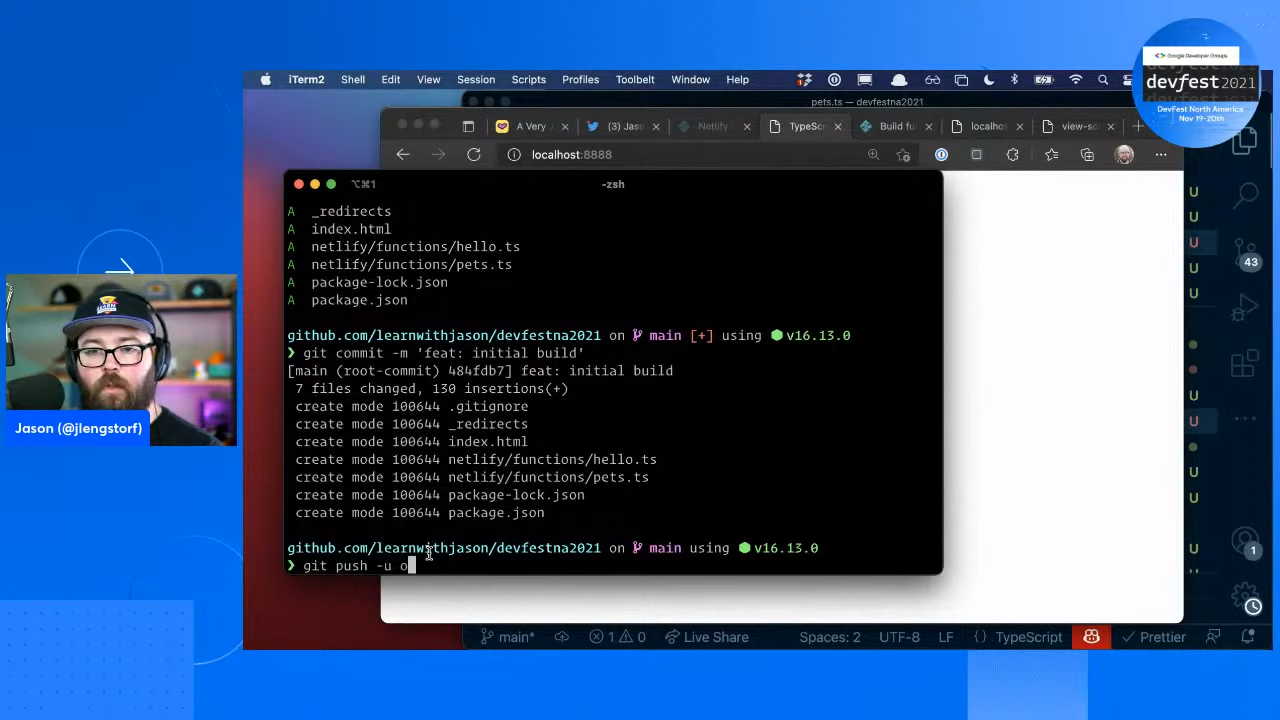 Google Developer Groups
devfest2021
DevFest North America
Nov 19-20th
iTerm2 Shell Edit View Session Scripts Profiles Toolbelt Window Help
pets.ts — devfestna2021
A Very J
(3) Jaso
Netlify
TypeScr
Build fu
localhos
view-so
localhost:8888
⌥⌘1
-zsh
A _redirects
A index.html
A netlify/functions/hello.ts
A netlify/functions/pets.ts
A package-lock.json
A package.json
github.com/learnwithjason/devfestna2021 on main [+] using v16.13.0
❯ git commit -m 'feat: initial build'
[main (root-commit) 484fdb7] feat: initial build
7 files changed, 130 insertions(+)
create mode 100644 .gitignore
create mode 100644 _redirects
create mode 100644 index.html
create mode 100644 netlify/functions/hello.ts
create mode 100644 netlify/functions/pets.ts
create mode 100644 package-lock.json
create mode 100644 package.json
github.com/learnwithjason/devfestna2021 on main using v16.13.0
❯ git push -u o
U
U
U
U
U
43
U
U
U
U
1
Jason (@jlengstorf)
main* 1 0 Live Share Spaces: 2 UTF-8 LF {} TypeScript Prettier